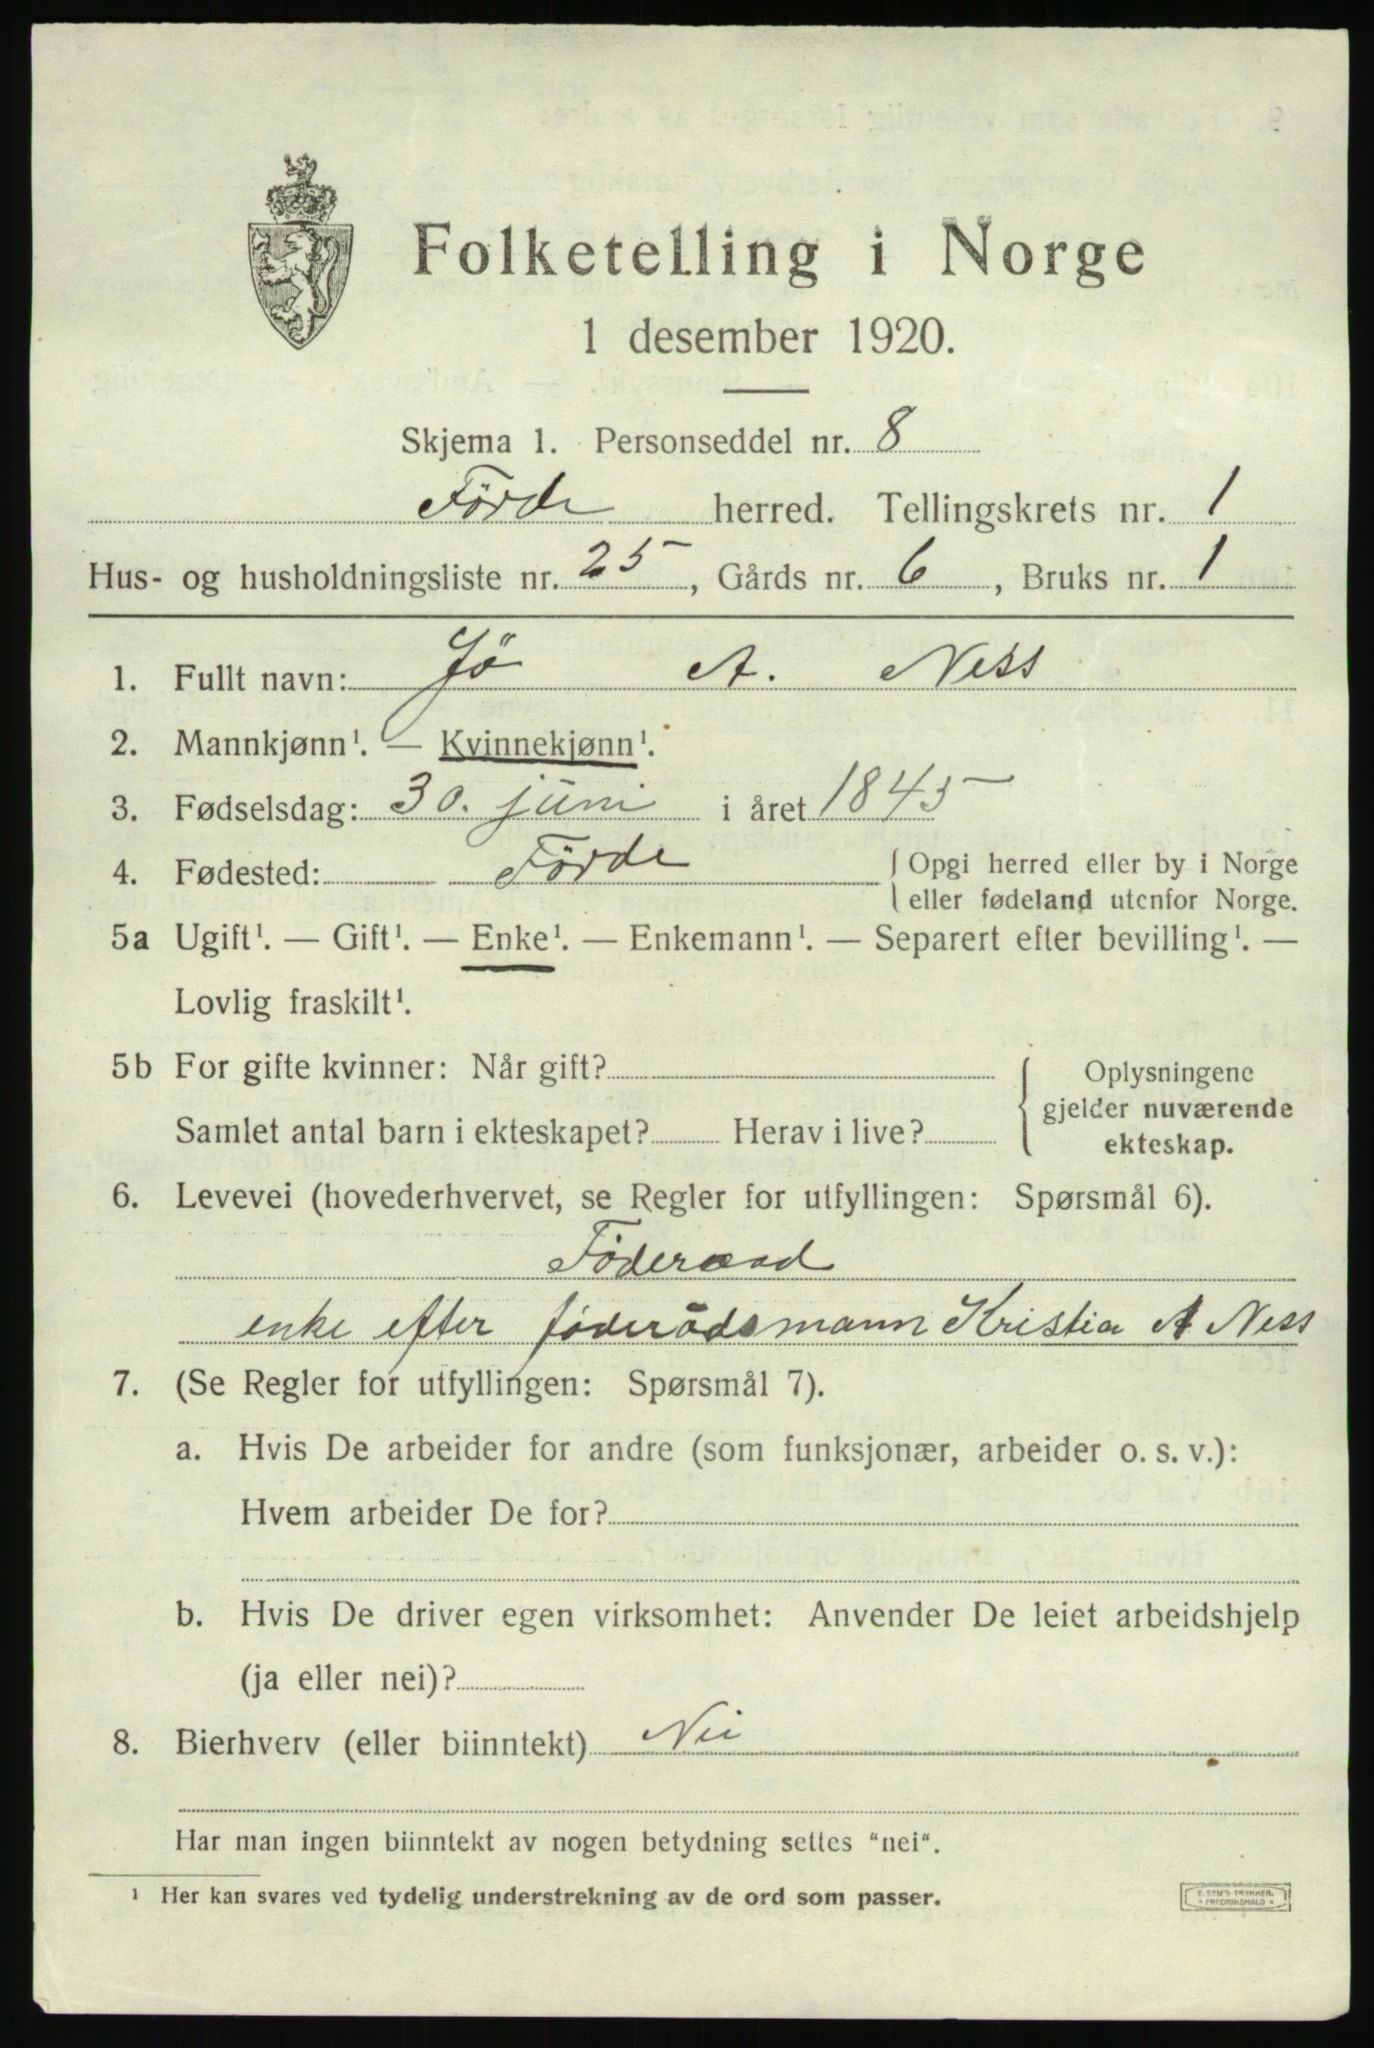 Folketelling i Norge
1 desember 1920.
Skjema 1. Personseddel nr. 8
Førde herred. Tellingskrets nr. 1
Hus- og husholdningsliste nr. 25, Gårds nr. 6, Bruks nr. 1
1. Fullt navn: Jö A. Ness
2. Mannkjønn¹. — Kvinnekjønn¹.
3. Fødselsdag: 30. juni i året 1845
4. Fødested: Førde { Opgi herred eller by i Norge
eller fødeland utenfor Norge.
5a Ugift¹. — Gift¹. — Enke¹. — Enkemann¹. — Separert efter bevilling¹. —
Lovlig fraskilt¹.
5b For gifte kvinner: Når gift?
Samlet antal barn i ekteskapet? Herav i live?
Oplysningene
gjelder nuværende
ekteskap.
6. Levevei (hovederhvervet, se Regler for utfyllingen: Spørsmål 6).
Föderaad
enke efter föderådsmann Kristian A Ness
7. (Se Regler for utfyllingen: Spørsmål 7).
a. Hvis De arbeider for andre (som funksjonær, arbeider o. s. v.):
Hvem arbeider De for?
b. Hvis De driver egen virksomhet: Anvender De leiet arbeidshjelp
(ja eller nei)?
8. Bierhverv (eller biinntekt) Nei
Har man ingen biinntekt av nogen betydning settes "nei".
¹ Her kan svares ved tydelig understrekning av de ord som passer.
E. SEM'S TRYKKER.
FREDRIKSHALD